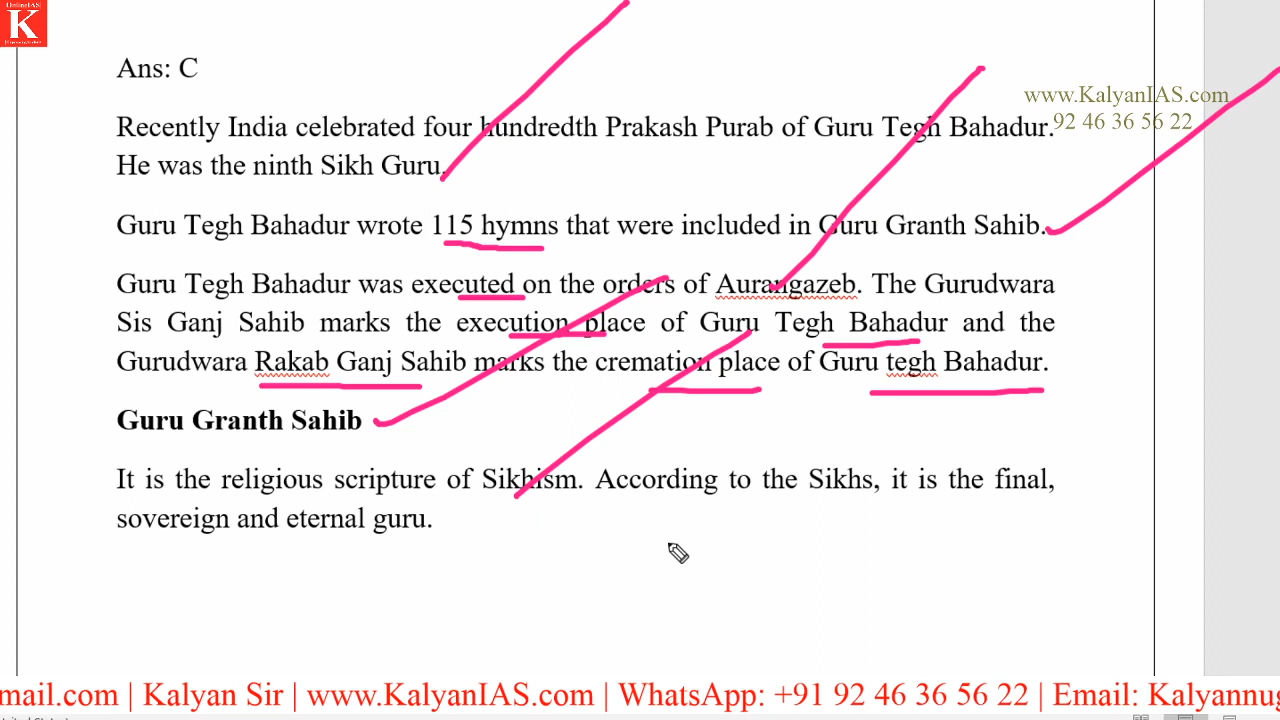 OnlineIAS
K
Ans: C
www.KalyanIAS.com
Recently India celebrated four hundredth Prakash Purab of Guru Tegh Bahadur.
92 46 36 56 22
He was the ninth Sikh Guru.
Guru Tegh Bahadur wrote 115 hymns that were included in Guru Granth Sahib.
Guru Tegh Bahadur was executed on the orders of Aurangazeb. The Gurudwara
Sis Ganj Sahib marks the execution place of Guru Tegh Bahadur and the
Gurudwara Rakab Ganj Sahib marks the cremation place of Guru tegh Bahadur.
Guru Granth Sahib
It is the religious scripture of Sikhism. According to the Sikhs, it is the final,
sovereign and eternal guru.
mail.com | Kalyan Sir | www.KalyanIAS.com | WhatsApp: +91 92 46 36 56 22 | Email: Kalyannug